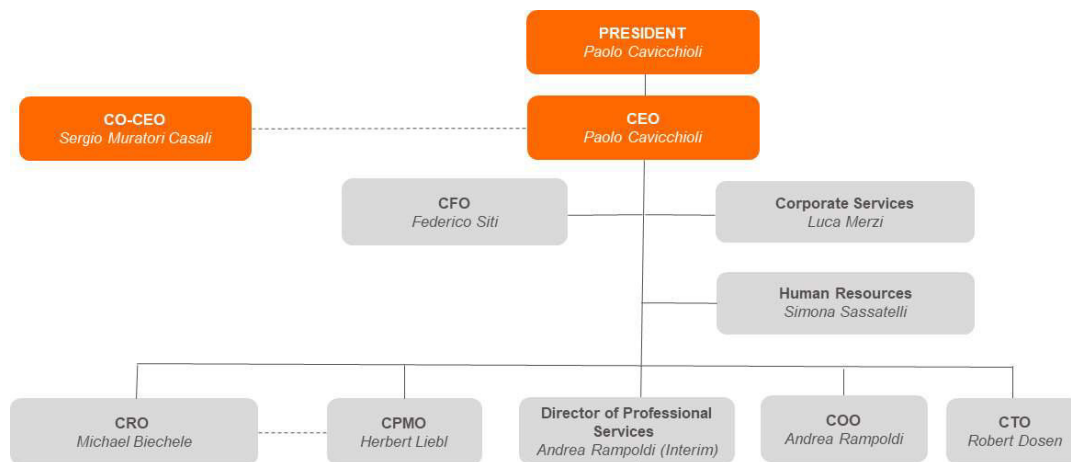 PRESIDENT
Paolo Cavicchioli
CO-CEO
Sergio Muratori Casali
CEO
Paolo Cavicchioli
CFO
Federico Siti
Corporate Services
Luca Merzi
Human Resources
Simona Sassatelli
CRO
Michael Biechele
CPMO
Herbert Liebl
Director of Professional
Services
Andrea Rampoldi (Interim)
COO
Andrea Rampoldi
CTO
Robert Dosen